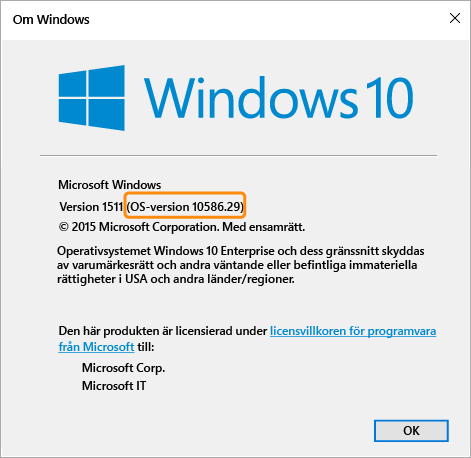 Om Windows
Windows 10
Microsoft Windows
Version 1511 (OS-version 10586.29)
© 2015 Microsoft Corporation. Med ensamrätt.
Operativsystemet Windows 10 Enterprise och dess gränssnitt skyddas
av varumärkesrätt och andra väntande eller befintliga immateriella
rättigheter i USA och andra länder/regioner.
Den här produkten är licensierad under licensvillkoren för programvara
från Microsoft till:
Microsoft Corp.
Microsoft IT
OK